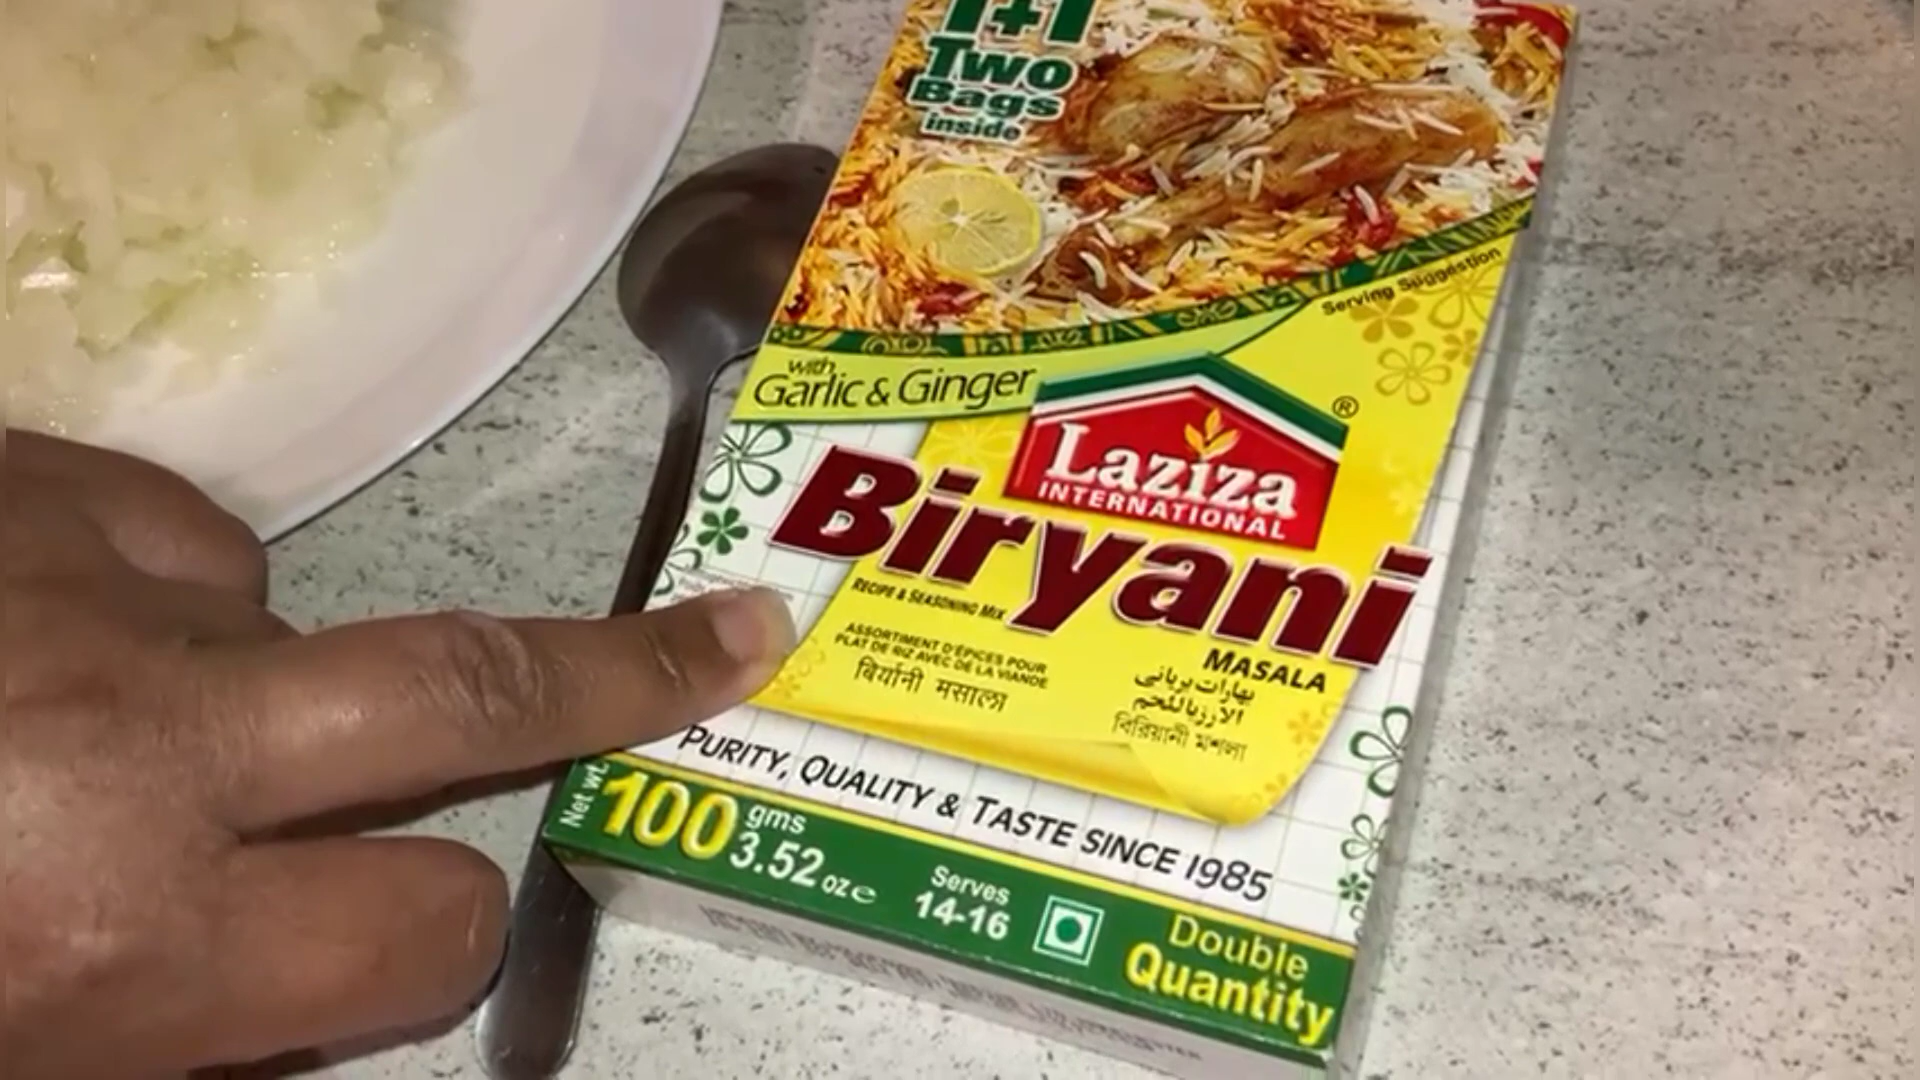 1+1
Two
Bags
inside
Serving Suggestion
with
Garlic & Ginger
®
Laziza
INTERNATIONAL
Biryani
RECIPE & SEASONING MIX
MASALA
ASSORTIMENT D'ÉPICES POUR
PLAT DE RIZ AVEC DE LA VIANDE
बिर्यानी मसाला
بهارات بريانى
الارز باللحم
বিরিয়ানী মশলা
PURITY, QUALITY & TASTE SINCE 1985
Net wt.
100 gms
3.52 oz e
Serves
14-16
Double
Quantity